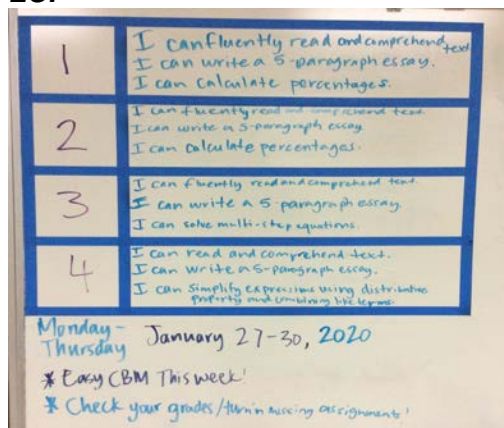 1
I can fluently read and comprehend text
I can write a 5-paragraph essay.
I can calculate percentages.
2
I can fluently read and comprehend text.
I can write a 5-paragraph essay
I can calculate percentages.
3
I can fluently read and comprehend text.
I can write a 5-paragraph essay.
I can solve multi-step equations.
4
I can read and comprehend text.
I can write a 5-paragraph essay.
I can simplify expressions using distributive
property and combining like terms.
Monday-
Thursday
January 27-30, 2020
* Easy CBM This week!
* Check your grades/turn in missing assignments!